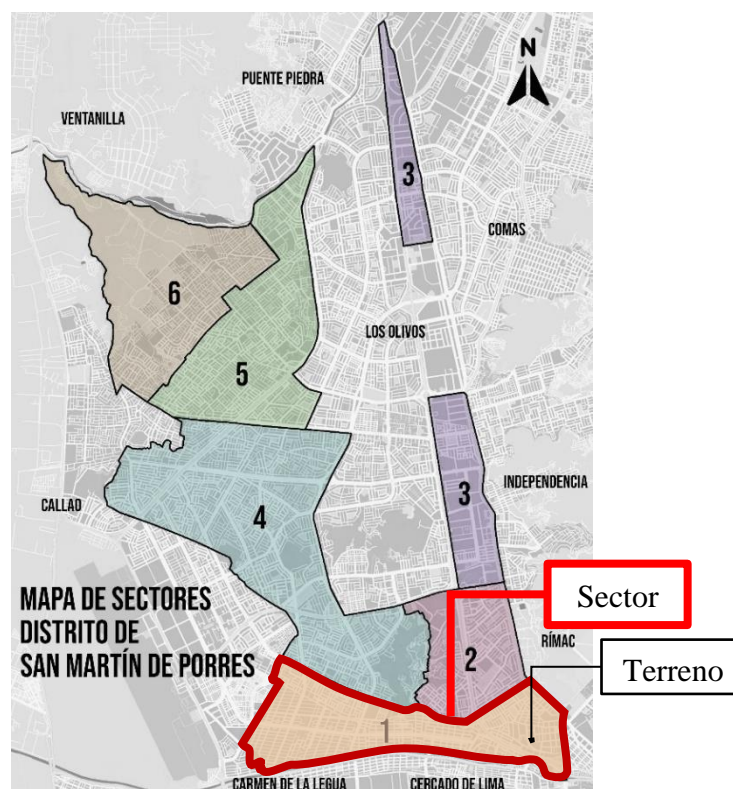 N
PUENTE PIEDRA
VENTANILLA
3
COMAS
6
LOS OLIVOS
5
INDEPENDENCIA
3
CALLAO
4
MAPA DE SECTORES
DISTRITO DE
SAN MARTÍN DE PORRES
Sector
RÍMAC
2
Terreno
1
CARMEN DE LA LEGUA
CERCADO DE LIMA